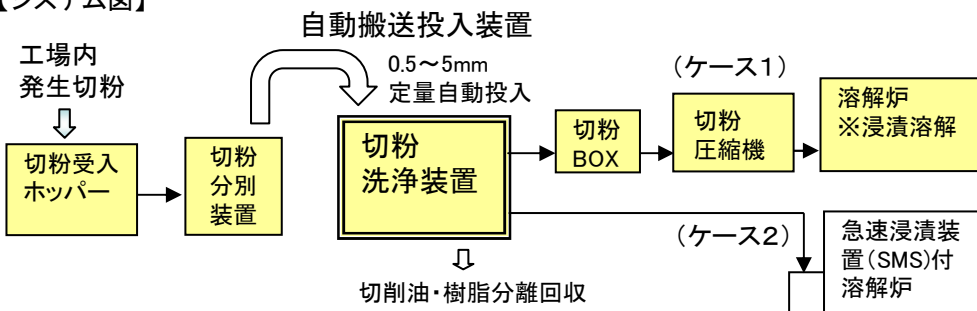 【システム図】
自動搬送投入装置
工場内
発生切粉
0.5～5mm
定量自動投入
(ケース1)
切粉受入
ホッパー
切粉
分別
装置
切粉
洗浄装置
切粉
BOX
切粉
圧縮機
溶解炉
※浸漬溶解
(ケース2)
急速浸漬装
置(SMS)付
溶解炉
切削油・樹脂分離回収